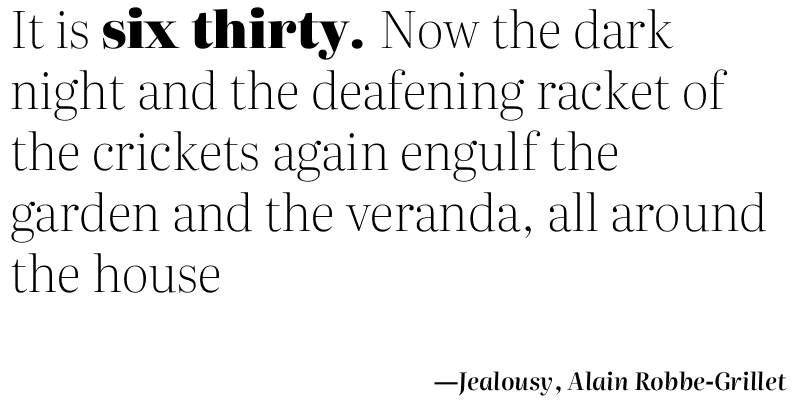 It is six thirty. Now the dark
night and the deafening racket of
the crickets again engulf the
garden and the veranda, all around
the house
—Jealousy, Alain Robbe-Grillet